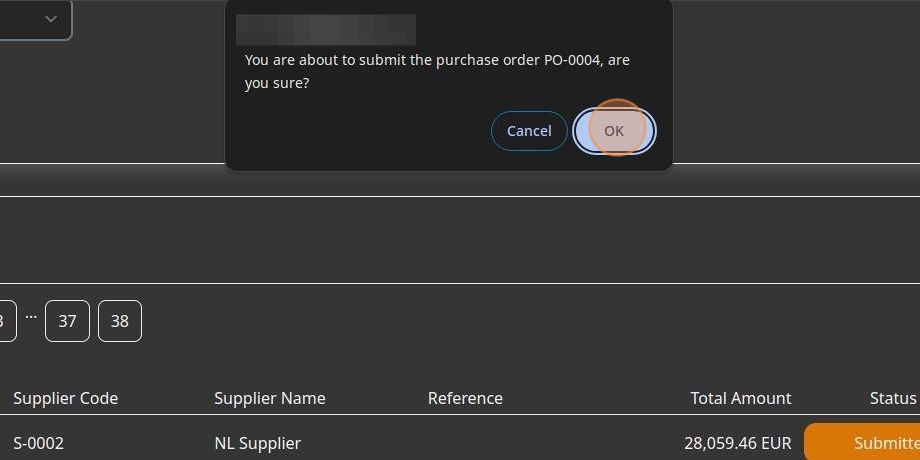 You are about to submit the purchase order PO-0004, are
you sure?
Cancel OK
... 37 38
Supplier Code Supplier Name Reference Total Amount Status
S-0002 NL Supplier 28,059.46 EUR Submitte